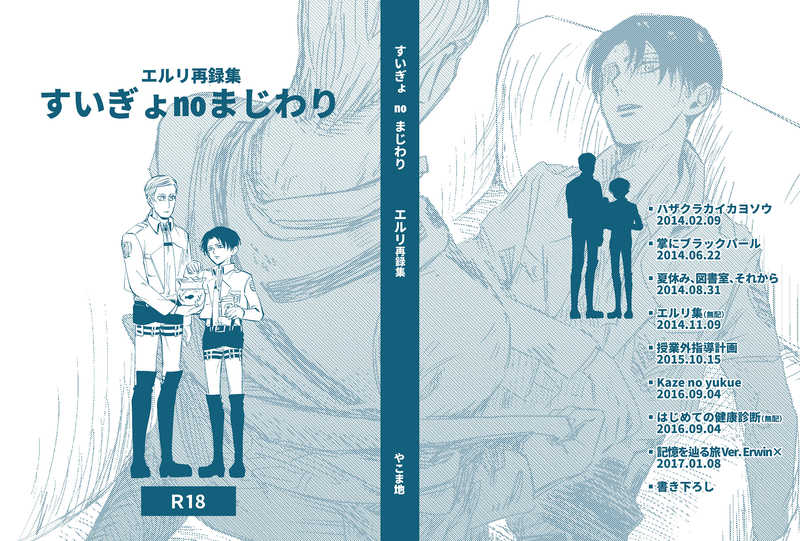 エルリ再録集
すいぎょnoまじわり
R18
すいぎょ no まじわり
エルリ再録集
やこま地
▪ ハザクラカイカヨソウ
2014.02.09
▪ 掌にブラックパール
2014.06.22
▪ 夏休み、図書室、それから
2014.08.31
▪ エルリ集(無配)
2014.11.09
▪ 授業外指導計画
2015.10.15
▪ Kaze no yukue
2016.09.04
▪ はじめての健康診断(無配)
2016.09.04
▪ 記憶を辿る旅 Ver. Erwin×
2017.01.08
▪ 書き下ろし